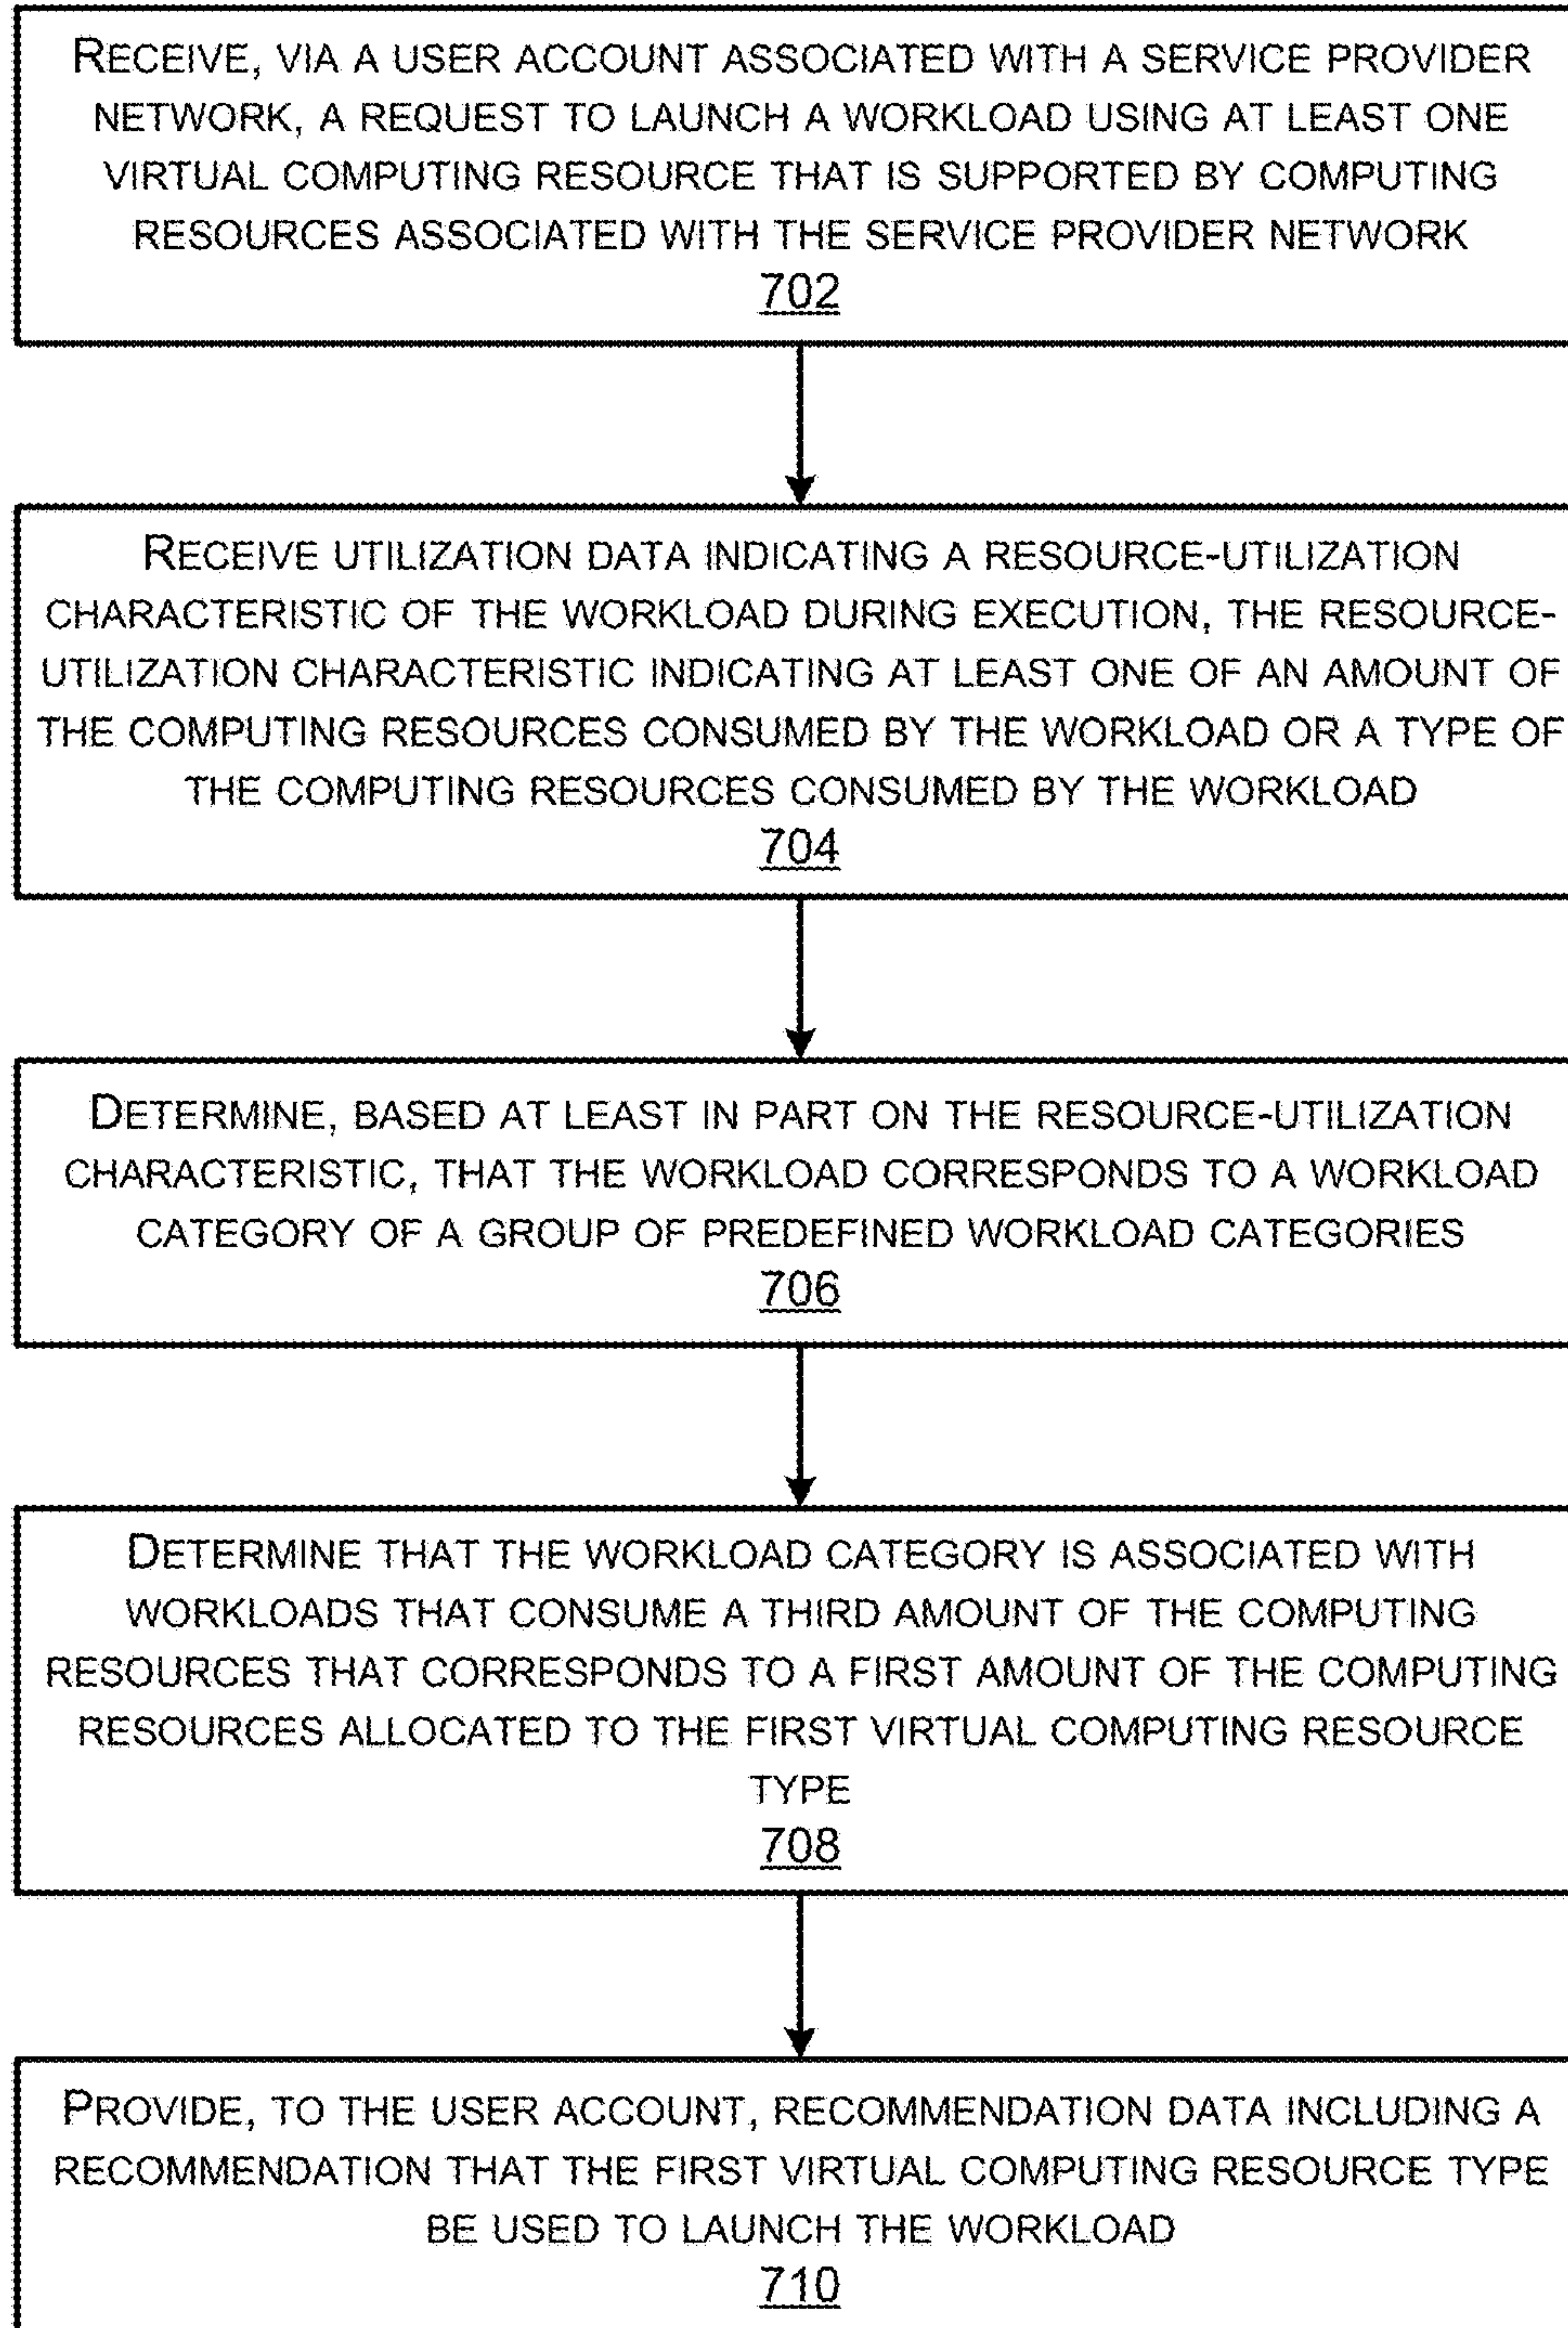 RECEIVE, VIA A USER ACCOUNT ASSOCIATED WITH A SERVICE PROVIDER
NETWORK, A REQUEST TO LAUNCH A WORKLOAD USING AT LEAST ONE
VIRTUAL COMPUTING RESOURCE THAT IS SUPPORTED BY COMPUTING
RESOURCES ASSOCIATED WITH THE SERVICE PROVIDER NETWORK
702
RECEIVE UTILIZATION DATA INDICATING A RESOURCE-UTILIZATION
CHARACTERISTIC OF THE WORKLOAD DURING EXECUTION, THE RESOURCE-
UTILIZATION CHARACTERISTIC INDICATING AT LEAST ONE OF AN AMOUNT OF
THE COMPUTING RESOURCES CONSUMED BY THE WORKLOAD OR A TYPE OF
THE COMPUTING RESOURCES CONSUMED BY THE WORKLOAD
704
DETERMINE, BASED AT LEAST IN PART ON THE RESOURCE-UTILIZATION
CHARACTERISTIC, THAT THE WORKLOAD CORRESPONDS TO A WORKLOAD
CATEGORY OF A GROUP OF PREDEFINED WORKLOAD CATEGORIES
706
DETERMINE THAT THE WORKLOAD CATEGORY IS ASSOCIATED WITH
WORKLOADS THAT CONSUME A THIRD AMOUNT OF THE COMPUTING
RESOURCES THAT CORRESPONDS TO A FIRST AMOUNT OF THE COMPUTING
RESOURCES ALLOCATED TO THE FIRST VIRTUAL COMPUTING RESOURCE
TYPE
708
PROVIDE, TO THE USER ACCOUNT, RECOMMENDATION DATA INCLUDING A
RECOMMENDATION THAT THE FIRST VIRTUAL COMPUTING RESOURCE TYPE
BE USED TO LAUNCH THE WORKLOAD
710